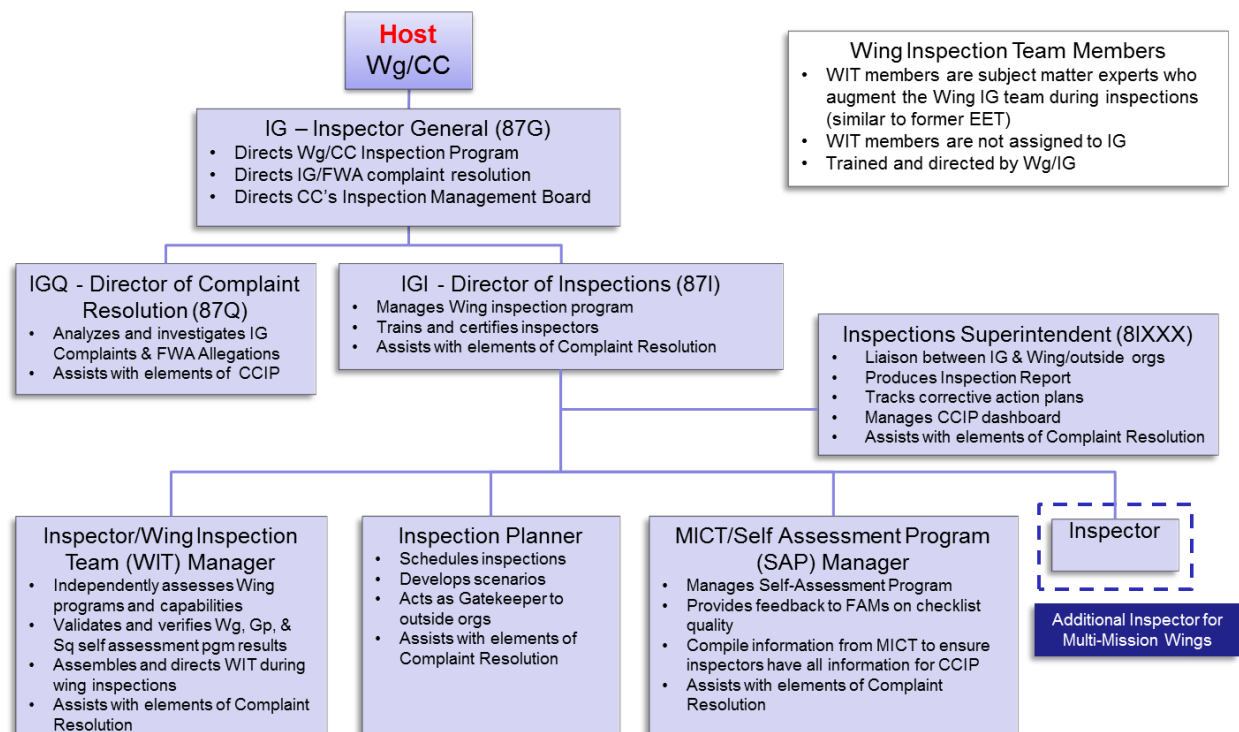 Host
Wg/CC
Wing Inspection Team Members
• WIT members are subject matter experts who
augment the Wing IG team during inspections
(similar to former EET)
• WIT members are not assigned to IG
• Trained and directed by Wg/IG
IG – Inspector General (87G)
• Directs Wg/CC Inspection Program
• Directs IG/FWA complaint resolution
• Directs CC's Inspection Management Board
IGQ - Director of Complaint
Resolution (87Q)
• Analyzes and investigates IG
Complaints & FWA Allegations
• Assists with elements of CCIP
IGI - Director of Inspections (87I)
• Manages Wing inspection program
• Trains and certifies inspectors
• Assists with elements of Complaint Resolution
Inspections Superintendent (8IXXX)
• Liaison between IG & Wing/outside orgs
• Produces Inspection Report
• Tracks corrective action plans
• Manages CCIP dashboard
• Assists with elements of Complaint Resolution
Inspector/Wing Inspection
Team (WIT) Manager
• Independently assesses Wing
programs and capabilities
• Validates and verifies Wg, Gp, &
Sq self assessment pgm results
• Assembles and directs WIT during
wing inspections
• Assists with elements of Complaint
Resolution
Inspection Planner
• Schedules inspections
• Develops scenarios
• Acts as Gatekeeper to
outside orgs
• Assists with elements of
Complaint Resolution
MICT/Self Assessment Program
(SAP) Manager
• Manages Self-Assessment Program
• Provides feedback to FAMs on checklist
quality
• Compile information from MICT to ensure
inspectors have all information for CCIP
• Assists with elements of Complaint
Resolution
Inspector
Additional Inspector for
Multi-Mission Wings